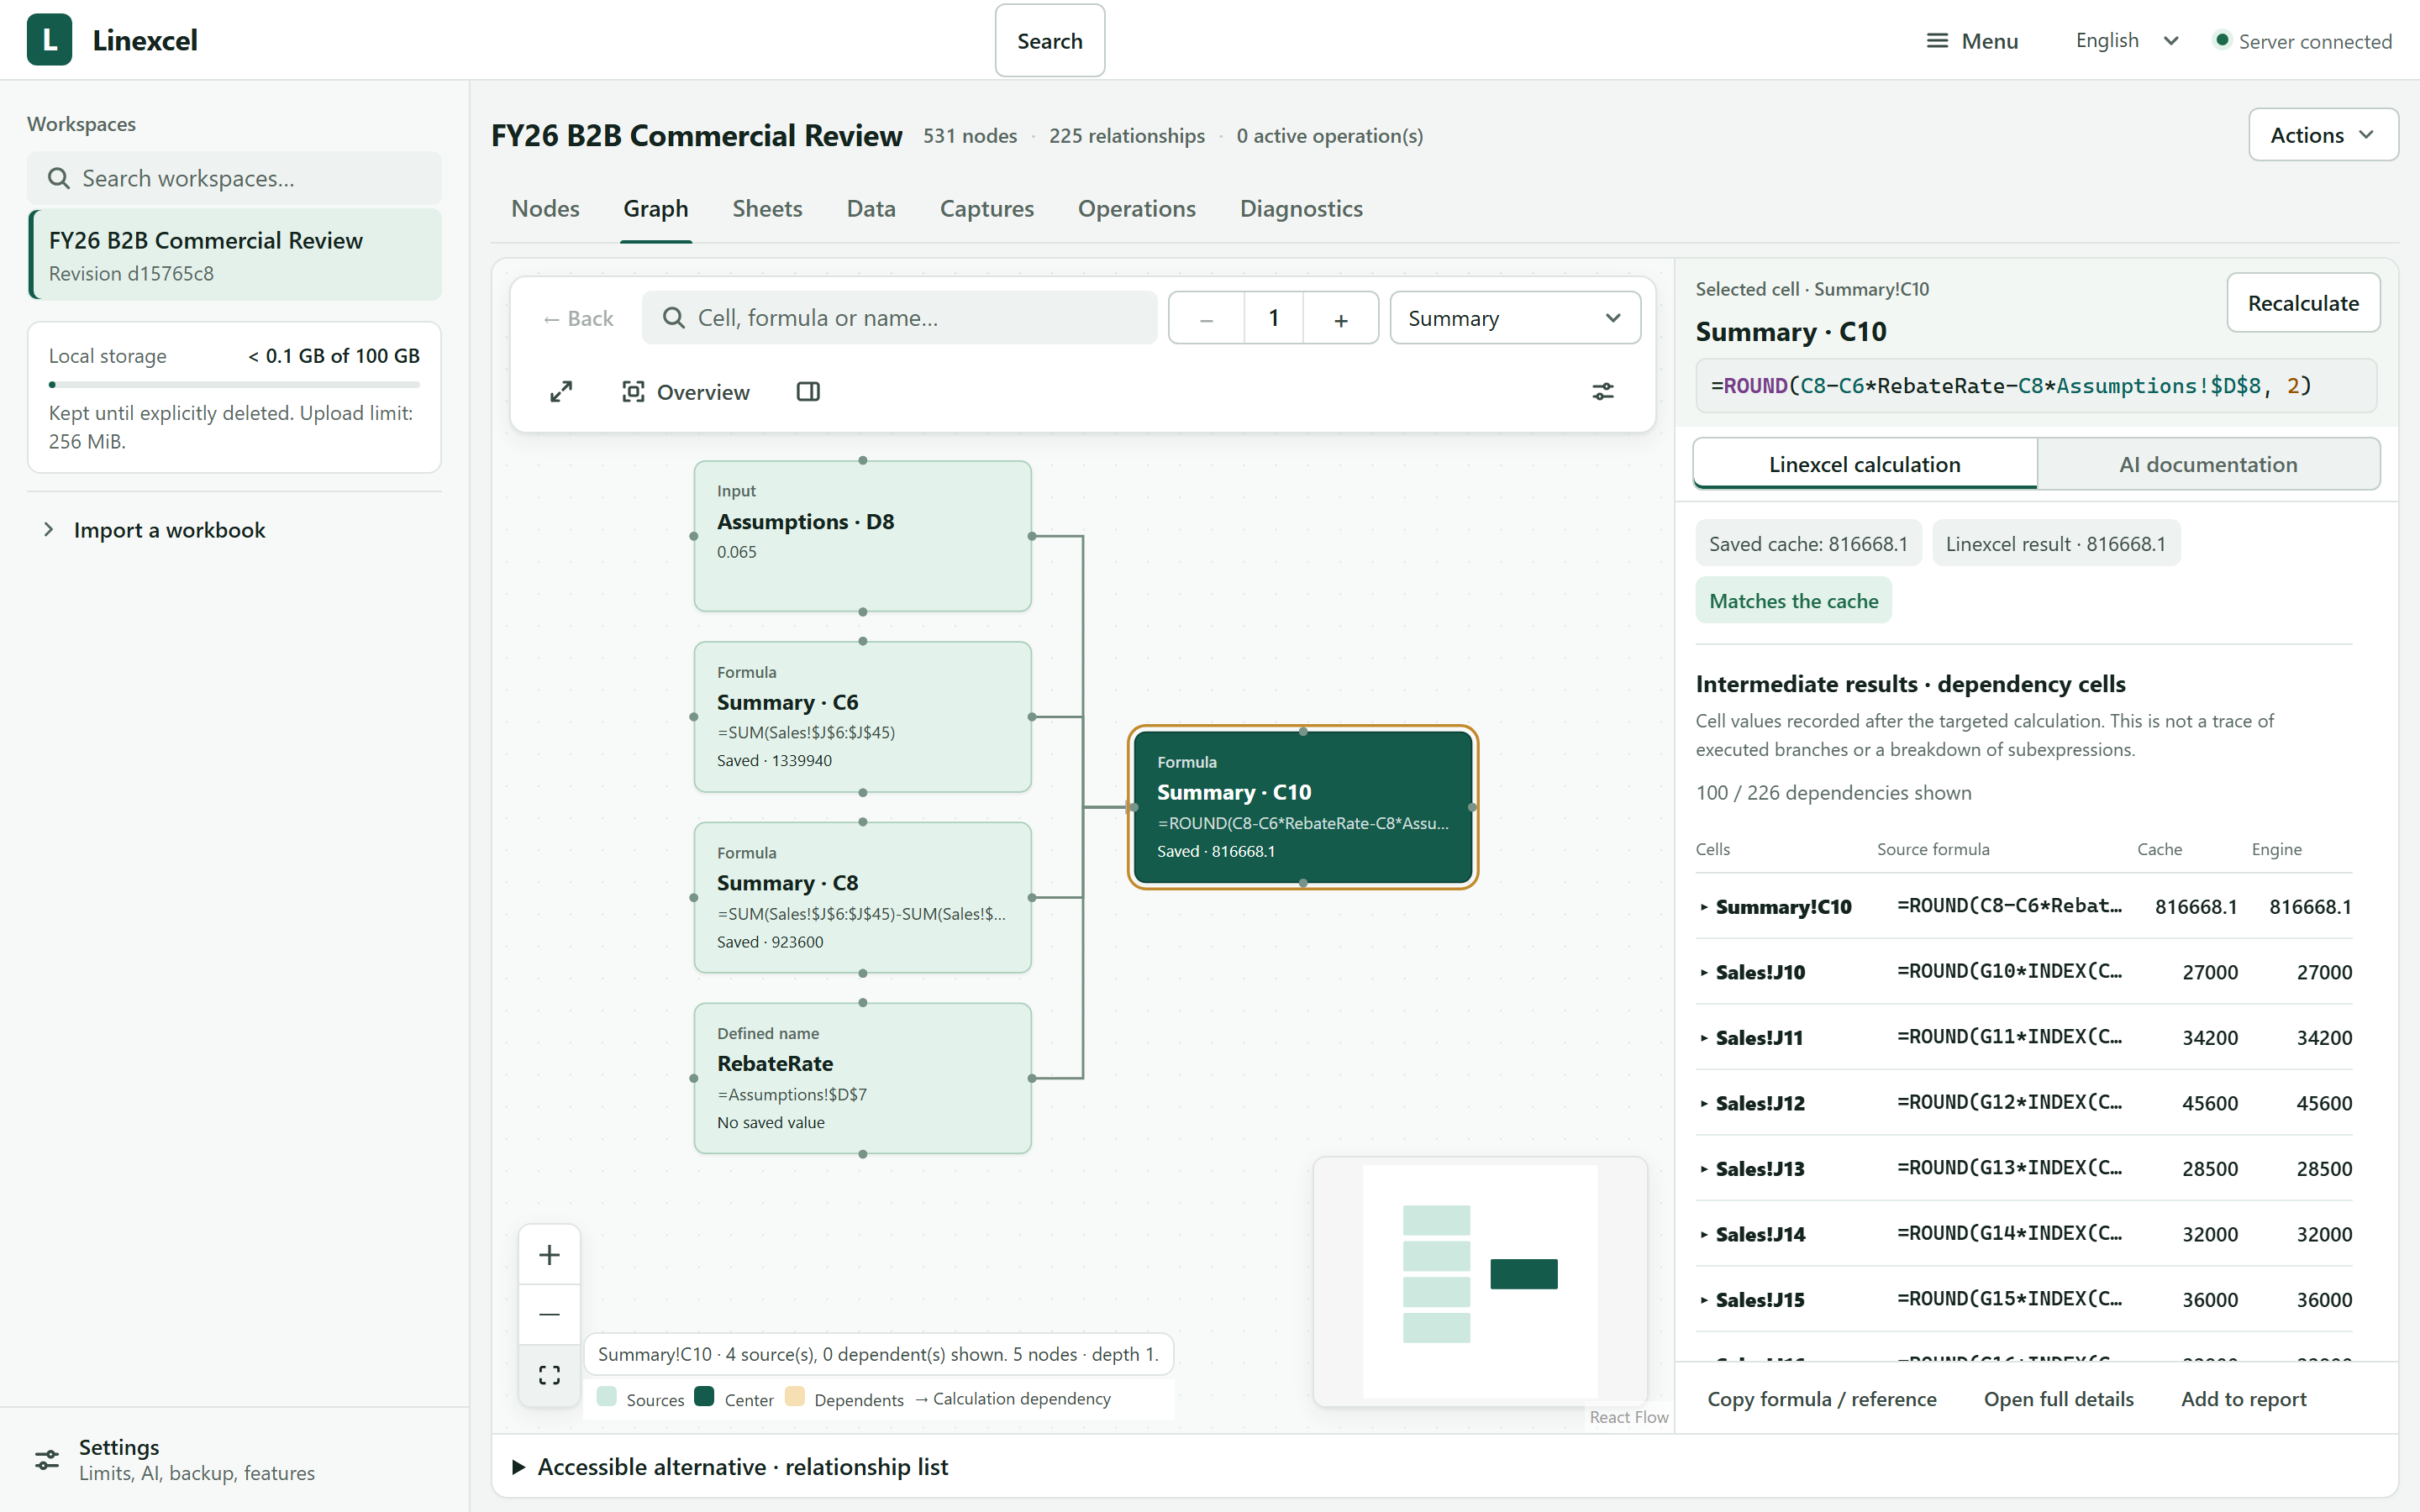 L Linexcel
Search
Menu
English
Server connected
Workspaces
Search workspaces...
FY26 B2B Commercial Review
Revision d15765c8
Local storage
< 0.1 GB of 100 GB
Kept until explicitly deleted. Upload limit:
256 MiB.
Import a workbook
Settings
Limits, AI, backup, features
FY26 B2B Commercial Review
531 nodes · 225 relationships · 0 active operation(s)
Actions
Nodes
Graph
Sheets
Data
Captures
Operations
Diagnostics
← Back
Cell, formula or name...
− 1 +
Summary
Overview
Input
Assumptions · D8
0.065
Formula
Summary · C6
=SUM(Sales!$J$6:$J$45)
Saved · 1339940
Formula
Summary · C8
=SUM(Sales!$J$6:$J$45)-SUM(Sales!$...
Saved · 923600
Defined name
RebateRate
=Assumptions!$D$7
No saved value
Formula
Summary · C10
=ROUND(C8-C6*RebateRate-C8*Assu...
Saved · 816668.1
Summary!C10 · 4 source(s), 0 dependent(s) shown. 5 nodes · depth 1.
Sources
Center
Dependents
→ Calculation dependency
React Flow
Accessible alternative · relationship list
Selected cell · Summary!C10
Summary · C10
Recalculate
=ROUND(C8-C6*RebateRate-C8*Assumptions!$D$8, 2)
Linexcel calculation
AI documentation
Saved cache: 816668.1
Linexcel result · 816668.1
Matches the cache
Intermediate results · dependency cells
Cell values recorded after the targeted calculation. This is not a trace of
executed branches or a breakdown of subexpressions.
100 / 226 dependencies shown
Cells Source formula Cache Engine
Summary!C10 =ROUND(C8-C6*Rebat... 816668.1 816668.1
Sales!J10 =ROUND(G10*INDEX(C... 27000 27000
Sales!J11 =ROUND(G11*INDEX(C... 34200 34200
Sales!J12 =ROUND(G12*INDEX(C... 45600 45600
Sales!J13 =ROUND(G13*INDEX(C... 28500 28500
Sales!J14 =ROUND(G14*INDEX(C... 32000 32000
Sales!J15 =ROUND(G15*INDEX(C... 36000 36000
Copy formula / reference
Open full details
Add to report